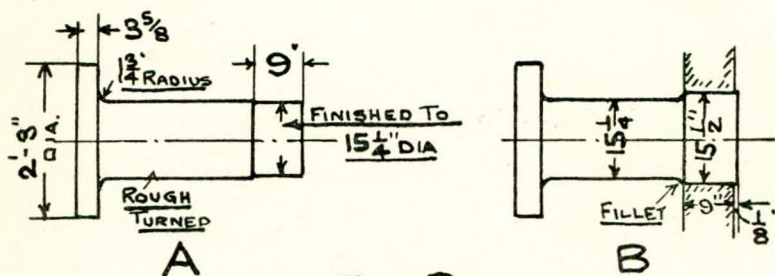 3 5/8
1 3/4" RADIUS
9"
2'-3" DIA.
FINISHED TO
15 1/4" DIA
ROUGH
TURNED
A
15 1/4
15 1/2"
FILLET
9"
1/8"
B